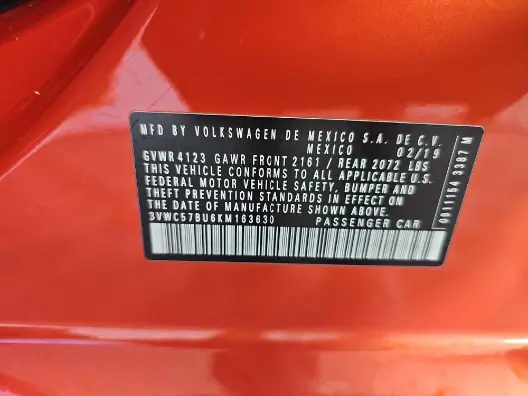 MFD BY VOLKSWAGEN DE MEXICO S.A. DE C.V.
MEXICO 02/19
GVWR 4123 GAWR FRONT 2161 / REAR 2072 LBS
THIS VEHICLE CONFORMS TO ALL APPLICABLE U.S.
FEDERAL MOTOR VEHICLE SAFETY, BUMPER AND
THEFT PREVENTION STANDARDS IN EFFECT ON
THE DATE OF MANUFACTURE SHOWN ABOVE.
3VWC57BU6KM163630 PASSENGER CAR